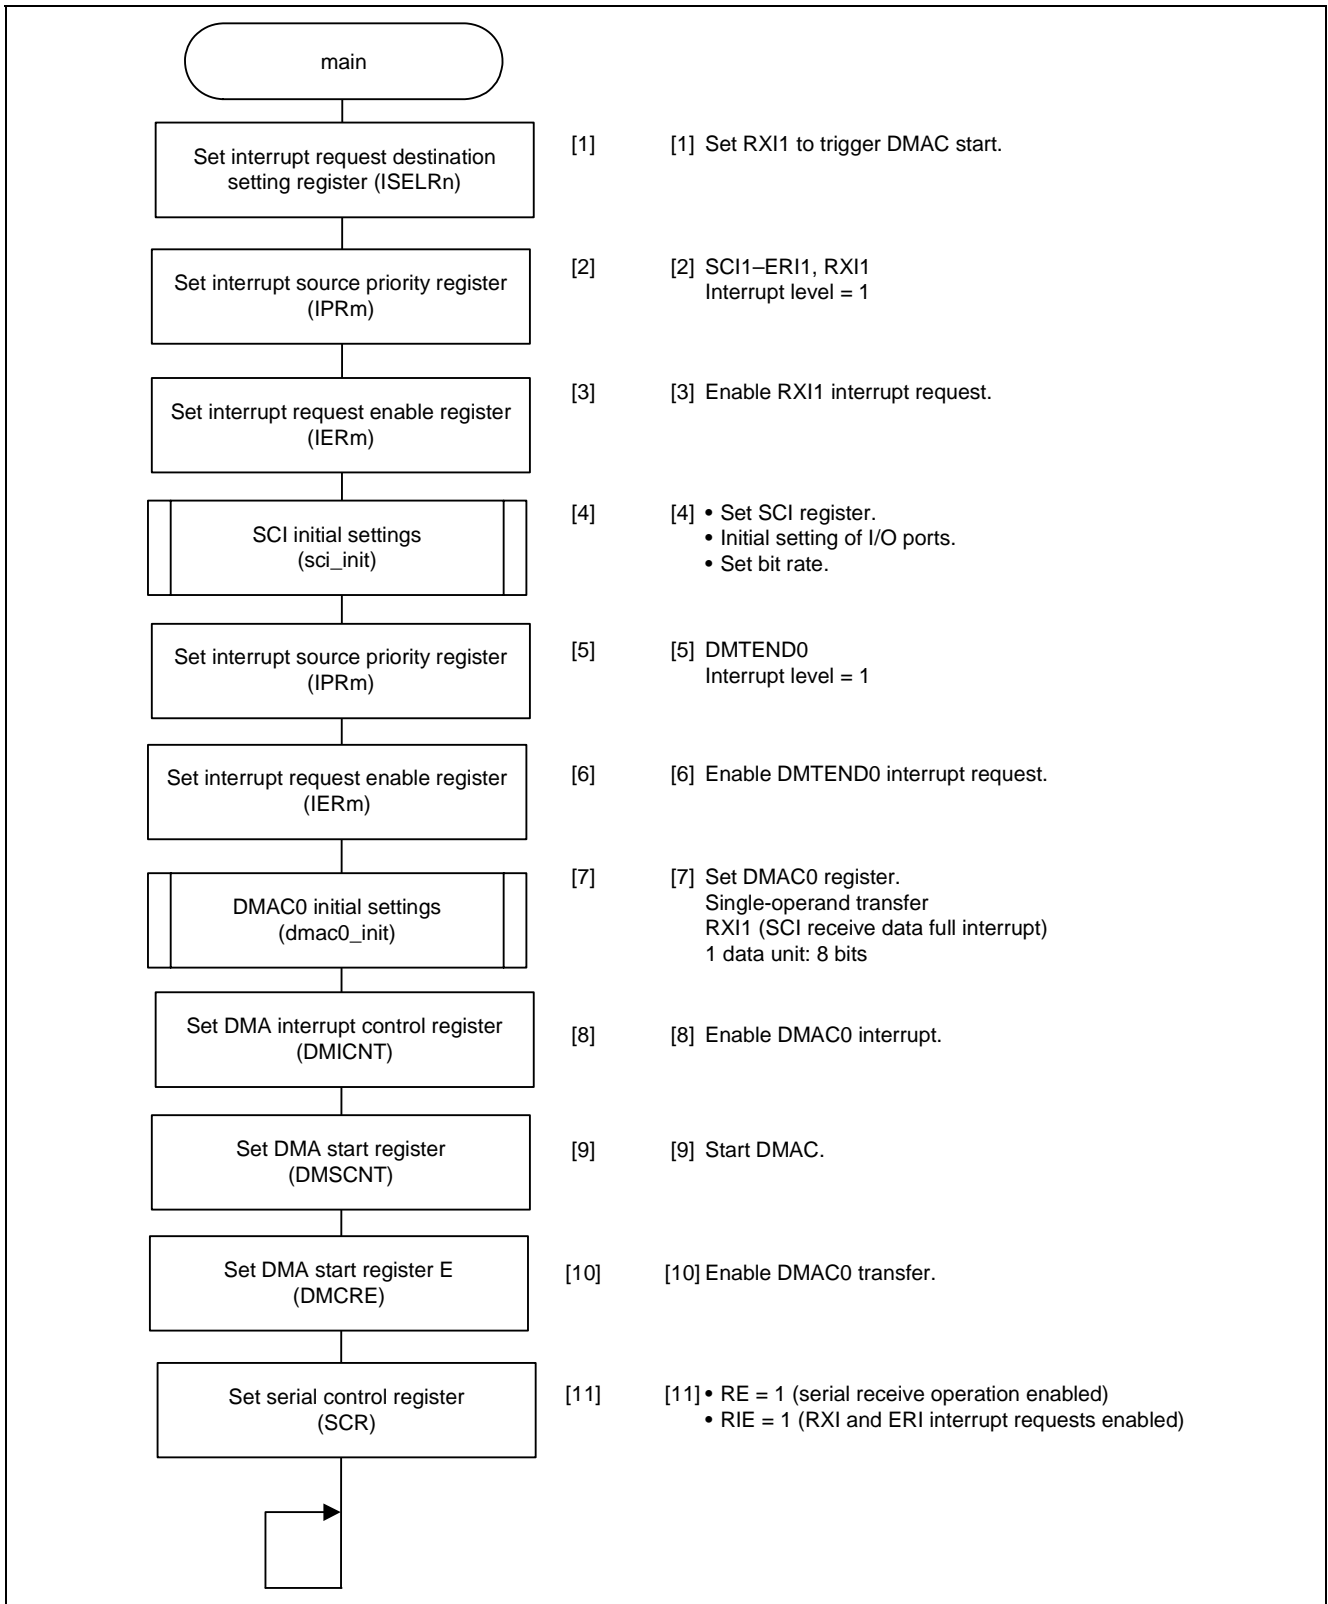 main
Set interrupt request destination
setting register (ISELRn)
[1]
[1] Set RXI1 to trigger DMAC start.
Set interrupt source priority register
(IPRm)
[2]
[2] SCI1–ERI1, RXI1
Interrupt level = 1
Set interrupt request enable register
(IERm)
[3]
[3] Enable RXI1 interrupt request.
SCI initial settings
(sci_init)
[4]
[4] • Set SCI register.
• Initial setting of I/O ports.
• Set bit rate.
Set interrupt source priority register
(IPRm)
[5]
[5] DMTEND0
Interrupt level = 1
Set interrupt request enable register
(IERm)
[6]
[6] Enable DMTEND0 interrupt request.
DMAC0 initial settings
(dmac0_init)
[7]
[7] Set DMAC0 register.
Single-operand transfer
RXI1 (SCI receive data full interrupt)
1 data unit: 8 bits
Set DMA interrupt control register
(DMICNT)
[8]
[8] Enable DMAC0 interrupt.
Set DMA start register
(DMSCNT)
[9]
[9] Start DMAC.
Set DMA start register E
(DMCRE)
[10]
[10] Enable DMAC0 transfer.
Set serial control register
(SCR)
[11]
[11] • RE = 1 (serial receive operation enabled)
• RIE = 1 (RXI and ERI interrupt requests enabled)